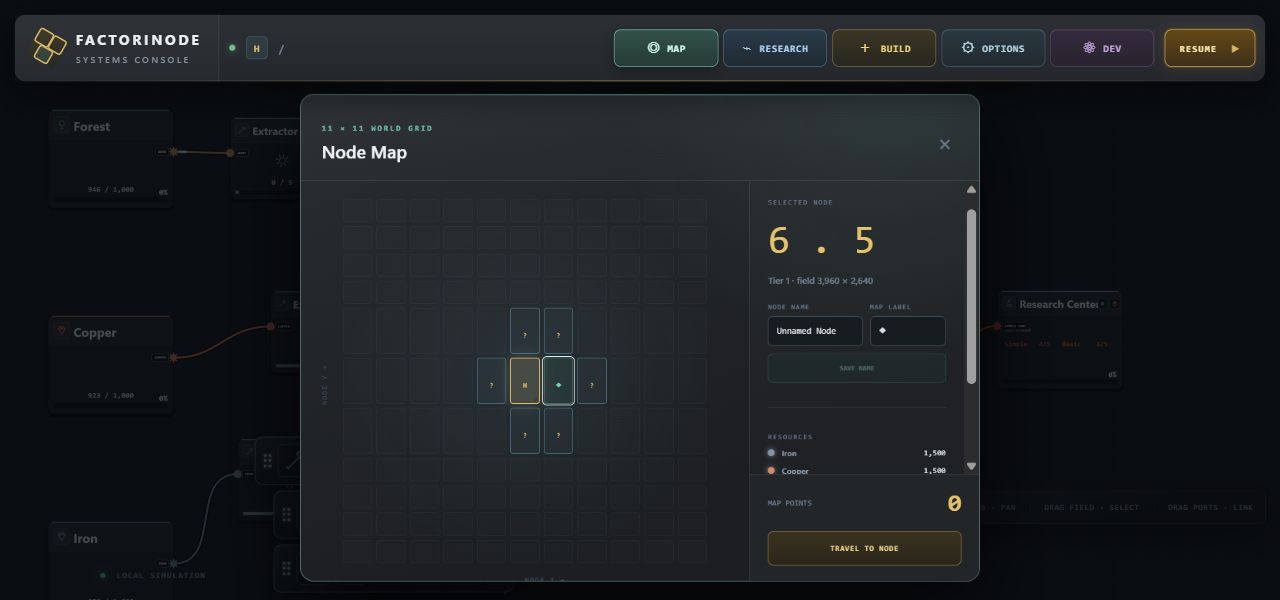 FACTORINODE
SYSTEMS CONSOLE
H
/
MAP
RESEARCH
BUILD
OPTIONS
DEV
RESUME
Forest
946 / 1,000
0%
Extractor
0 / 5
Copper
923 / 1,000
0%
Iron
LOCAL SIMULATION
11 × 11 WORLD GRID
Node Map
NODE Y
? ?
? H ◆ ?
? ?
SELECTED NODE
6 . 5
Tier 1 · field 3,960 × 2,640
NODE NAME
MAP LABEL
Unnamed Node
◆
SAVE NAME
RESOURCES
Iron 1,500
Copper 1,500
MAP POINTS
0
TRAVEL TO NODE
Research Center
Simple 4/5 Basic 3/5
0%
PAN
DRAG FIELD · SELECT
DRAG PORTS · LINK